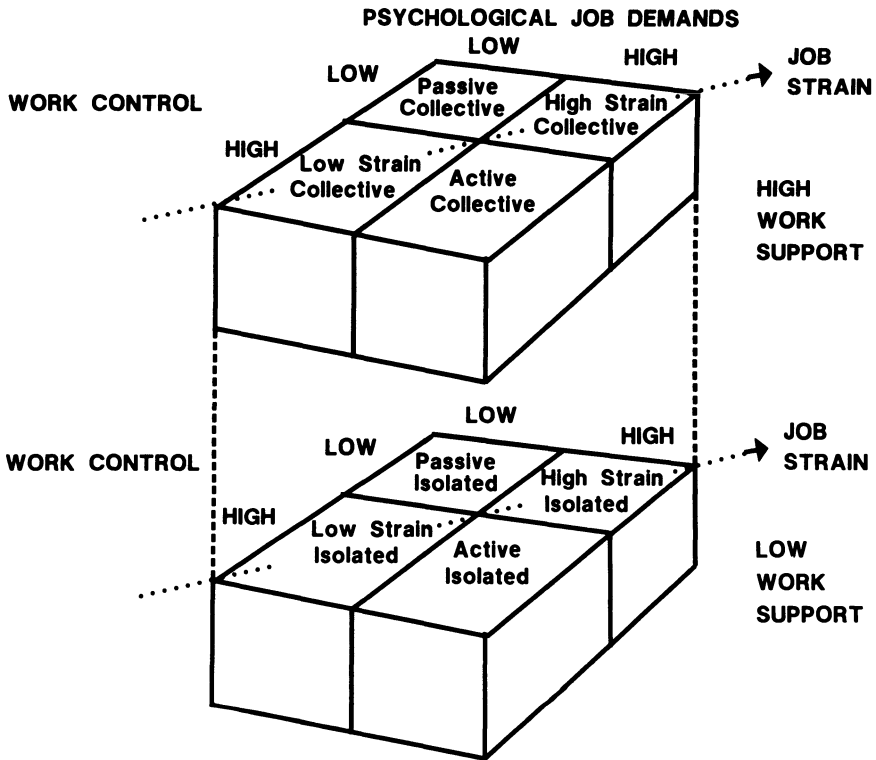 PSYCHOLOGICAL JOB DEMANDS
LOW
HIGH
JOB
STRAIN
LOW
WORK CONTROL
HIGH
Passive
Collective
High Strain
Collective
Low Strain
Collective
Active
Collective
HIGH
WORK
SUPPORT
LOW
HIGH
JOB
STRAIN
LOW
WORK CONTROL
HIGH
Passive
Isolated
High Strain
Isolated
Low Strain
Isolated
Active
Isolated
LOW
WORK
SUPPORT